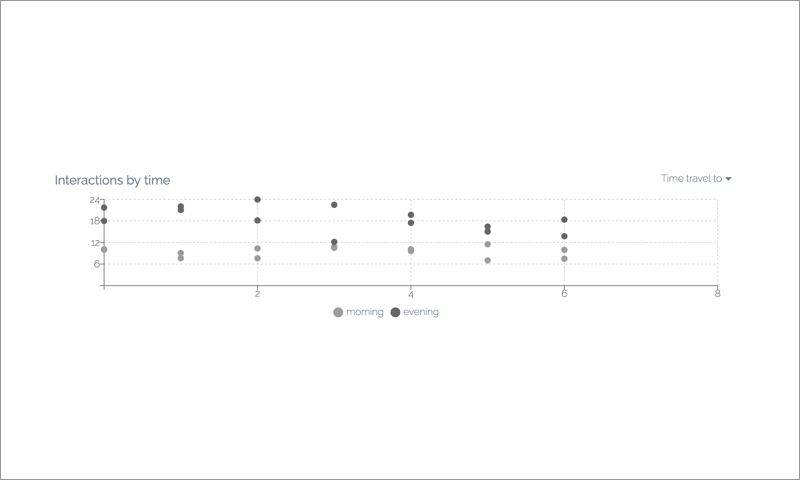 Interactions by time
Time travel to
24
18
12
6
2 4 6 8
morning evening